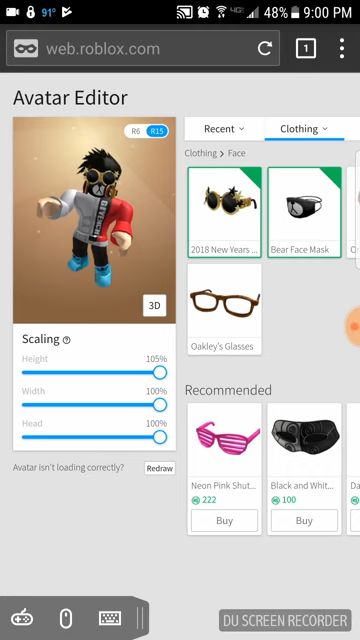 91° 4G 48% 9:00 PM
web.roblox.com 1
Avatar Editor
R6 R15
Recent Clothing
Clothing > Face
2018 New Years ... Bear Face Mask
Oakley's Glasses
3D
Scaling
Height 105%
Width 100%
Head 100%
Avatar isn't loading correctly? Redraw
Recommended
Neon Pink Shut... Black and Whit... Da
222 100
Buy Buy
DU SCREEN RECORDER